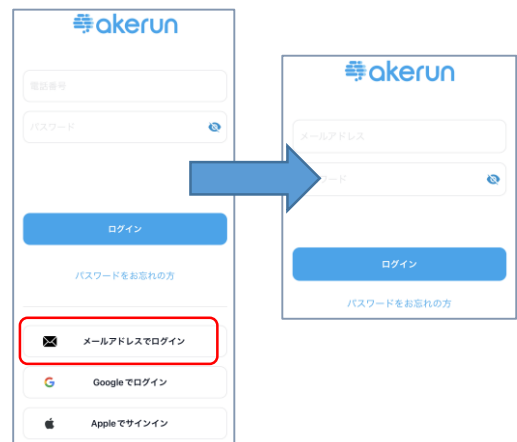 akerun
電話番号
パスワード
ログイン
パスワードをお忘れの方
メールアドレスでログイン
Googleでログイン
Appleでサインイン
akerun
メールアドレス
ード
ログイン
パスワードをお忘れの方